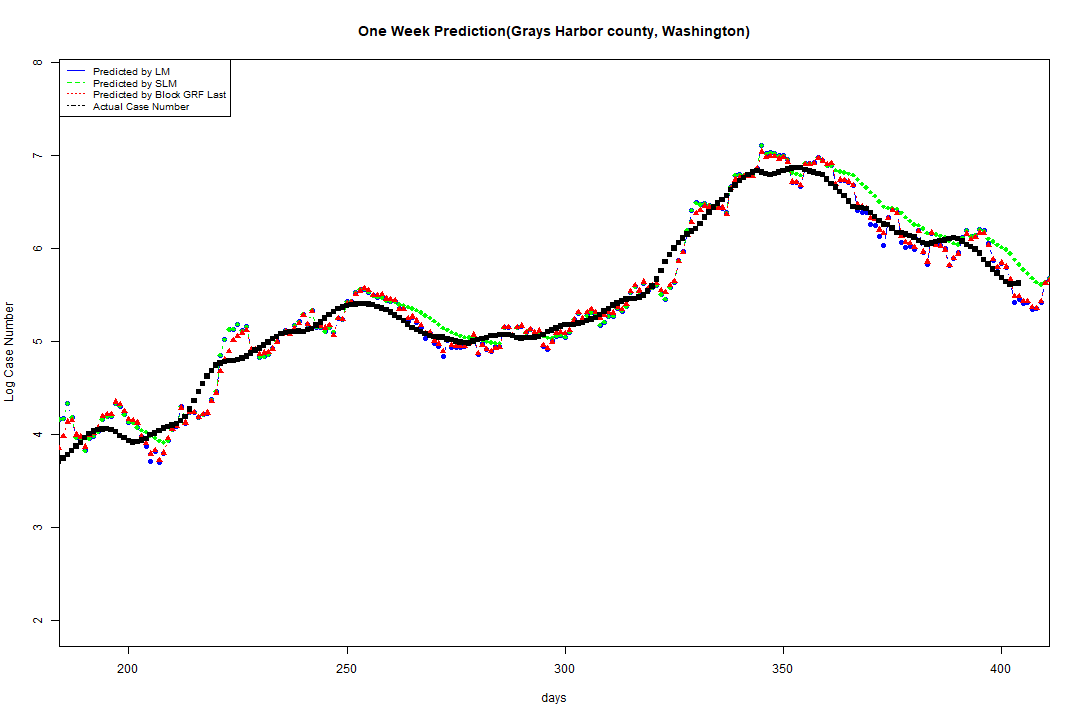 One Week Prediction(Grays Harbor county, Washington)
Predicted by LM
Predicted by SLM
Predicted by Block GRF Last
Actual Case Number
8
7
6
5
4
3
2
Log Case Number
200 250 300 350 400
days